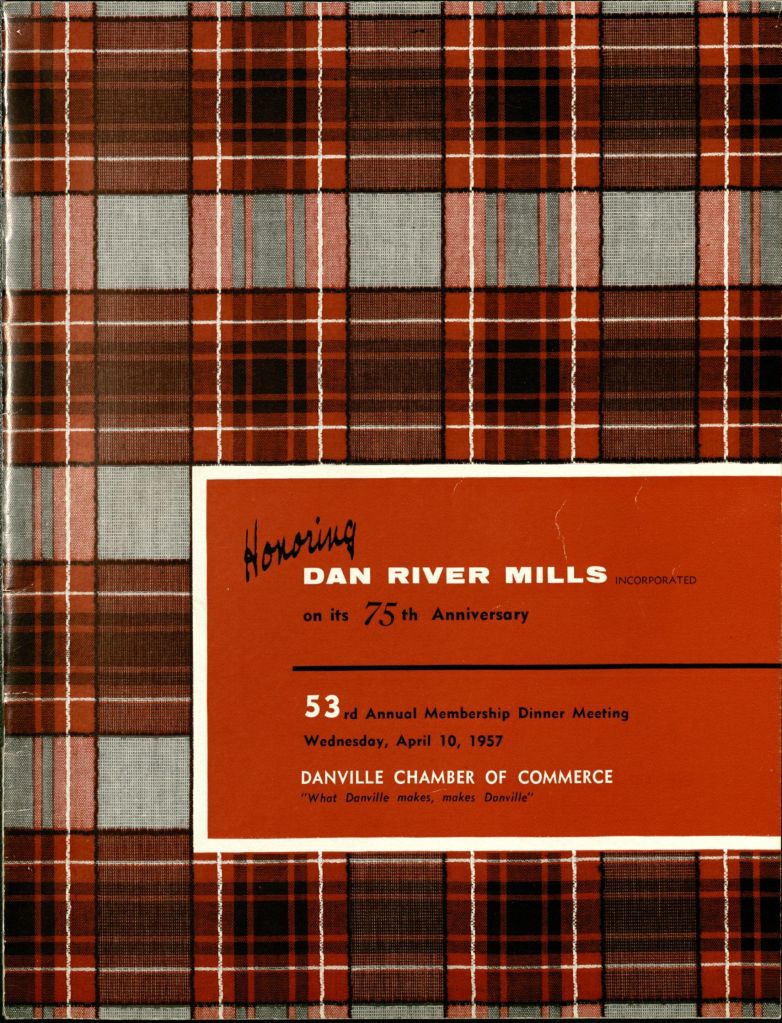 Honoring
DAN RIVER MILLS INCORPORATED
on its 75th Anniversary
53rd Annual Membership Dinner Meeting
Wednesday, April 10, 1957
DANVILLE CHAMBER OF COMMERCE
"What Danville makes, makes Danville"